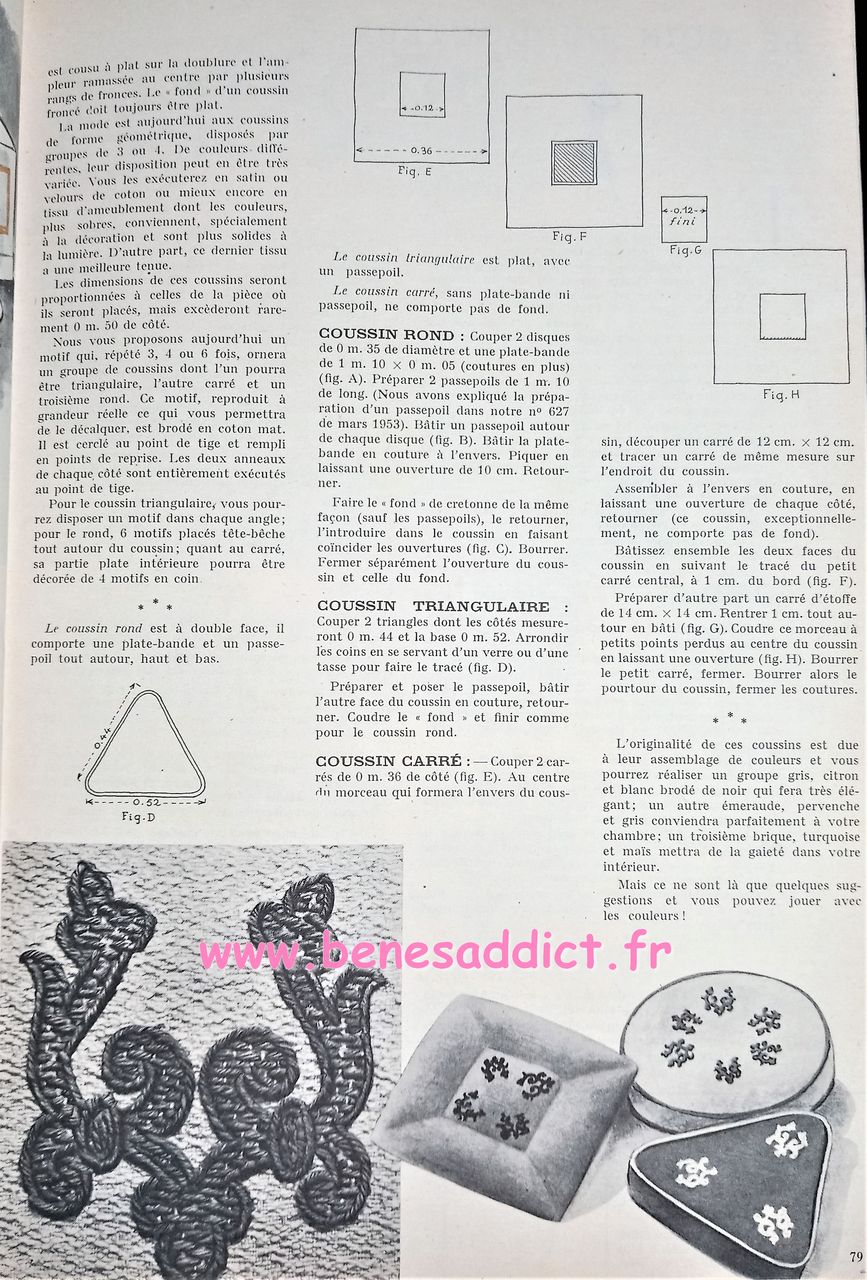 est cousu à plat sur la doublure et l'am-
pleur ramassée au centre par plusieurs
rangs de fronces. Le « fond » d'un coussin
froncé doit toujours être plat.
La mode est aujourd'hui aux coussins
de forme géométrique, disposés par
groupes de 3 ou 4. De couleurs diffé-
rentes, leur disposition peut en être très
variée. Vous les exécuterez en satin ou
velours de coton ou mieux encore en
tissu d'ameublement dont les couleurs,
plus sobres, conviennent, spécialement
à la décoration et sont plus solides à
la lumière. D'autre part, ce dernier tissu
a une meilleure tenue.
Les dimensions de ces coussins seront
proportionnées à celles de la pièce où
ils seront placés, mais excèderont rare-
ment 0 m. 50 de côté.
Nous vous proposons aujourd'hui un
motif qui, répété 3, 4 ou 6 fois, ornera
un groupe de coussins dont l'un pourra
être triangulaire, l'autre carré et un
troisième rond. Ce motif, reproduit à
grandeur réelle ce qui vous permettra
de le décalquer, est brodé en coton mat.
Il est cerclé au point de tige et rempli
en points de reprise. Les deux anneaux
de chaque côté sont entièrement exécutés
au point de tige.
Pour le coussin triangulaire, vous pour-
rez disposer un motif dans chaque angle;
pour le rond, 6 motifs placés tête-bêche
tout autour du coussin; quant au carré,
sa partie plate intérieure pourra être
décorée de 4 motifs en coin
* * *
Le coussin rond est à double face, il
comporte une plate-bande et un passe-
poil tout autour, haut et bas.
0.44
0.52
Fig.D
0.12
0.36
Fig. E
Fig. F
0.12
fini
Fig.G
Fig. H
Le coussin triangulaire est plat, avec
un passepoil.
Le coussin carré, sans plate-bande ni
passepoil, ne comporte pas de fond.
COUSSIN ROND : Couper 2 disques
de 0 m. 35 de diamètre et une plate-bande
de 1 m. 10 × 0 m. 05 (coutures en plus)
(fig. A). Préparer 2 passepoils de 1 m. 10
de long. (Nous avons expliqué la prépa-
ration d'un passepoil dans notre nº 627
de mars 1953). Bâtir un passepoil autour
de chaque disque (fig. B). Bâtir la plate-
bande en couture à l'envers. Piquer en
laissant une ouverture de 10 cm. Retour-
ner.
Faire le « fond » de cretonne de la même
façon (sauf les passepoils), le retourner,
l'introduire dans le coussin en faisant
coïncider les ouvertures (fig. C). Bourrer.
Fermer séparément l'ouverture du cous-
sin et celle du fond.
COUSSIN TRIANGULAIRE :
Couper 2 triangles dont les côtés mesure-
ront 0 m. 44 et la base 0 m. 52. Arrondir
les coins en se servant d'un verre ou d'une
tasse pour faire le tracé (fig. D).
Préparer et poser le passepoil, bâtir
l'autre face du coussin en couture, retour-
ner. Coudre le « fond » et finir comme
pour le coussin rond.
COUSSIN CARRÉ : — Couper 2 car-
rés de 0 m. 36 de côté (fig. E). Au centre
du morceau qui formera l'envers du cous-
sin, découper un carré de 12 cm. × 12 cm.
et tracer un carré de même mesure sur
l'endroit du coussin.
Assembler à l'envers en couture, en
laissant une ouverture de chaque côté,
retourner (ce coussin, exceptionnelle-
ment, ne comporte pas de fond).
Bâtissez ensemble les deux faces du
coussin en suivant le tracé du petit
carré central, à 1 cm. du bord (fig. F).
Préparer d'autre part un carré d'étoffe
de 14 cm. × 14 cm. Rentrer 1 cm. tout au-
tour en bâti (fig. G). Coudre ce morceau à
petits points perdus au centre du coussin
en laissant une ouverture (fig. H). Bourrer
le petit carré, fermer. Bourrer alors le
pourtour du coussin, fermer les coutures.
* * *
L'originalité de ces coussins est due
à leur assemblage de couleurs et vous
pourrez réaliser un groupe gris, citron
et blanc brodé de noir qui fera très élé-
gant; un autre émeraude, pervenche
et gris conviendra parfaitement à votre
chambre; un troisième brique, turquoise
et maïs mettra de la gaieté dans votre
intérieur.
Mais ce ne sont là que quelques sug-
gestions et vous pouvez jouer avec
les couleurs !
www.benesaddict.fr
79